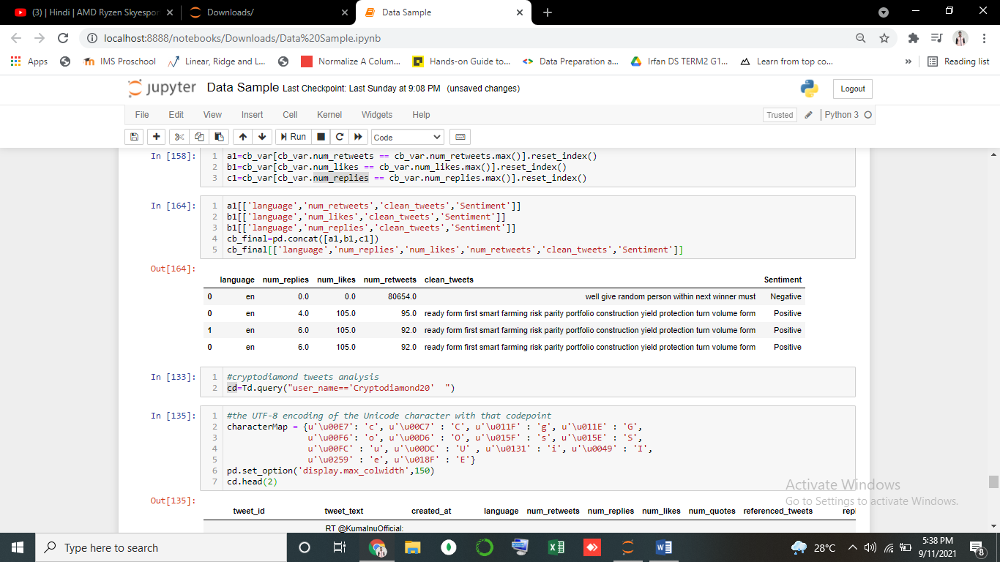 (3) | Hindi | AMD Ryzen Skyespor
Downloads/
Data Sample
localhost:8888/notebooks/Downloads/Data%20Sample.ipynb
Apps
IMS Proschool
Linear, Ridge and L...
Normalize A Colum...
Hands-on Guide to...
Data Preparation a...
Irfan DS TERM2 G1...
Learn from top co...
»
Reading list
jupyter Data Sample Last Checkpoint: Last Sunday at 9:08 PM (unsaved changes)
Logout
File Edit View Insert Cell Kernel Widgets Help
Trusted
Python 3
Run
Code
In [158]:
1 a1=cb_var[cb_var.num_retweets == cb_var.num_retweets.max()].reset_index()
2 b1=cb_var[cb_var.num_likes == cb_var.num_likes.max()].reset_index()
3 c1=cb_var[cb_var.num_replies == cb_var.num_replies.max()].reset_index()
In [164]:
1 a1[['language','num_retweets','clean_tweets','Sentiment']]
2 b1[['language','num_likes','clean_tweets','Sentiment']]
3 b1[['language','num_replies','clean_tweets','Sentiment']]
4 cb_final=pd.concat([a1,b1,c1])
5 cb_final[['language','num_replies','num_likes','num_retweets','clean_tweets','Sentiment']]
Out[164]:
language num_replies num_likes num_retweets clean_tweets Sentiment
0 en 0.0 0.0 80654.0 well give random person within next winner must Negative
0 en 4.0 105.0 95.0 ready form first smart farming risk parity portfolio construction yield protection turn volume form Positive
1 en 6.0 105.0 92.0 ready form first smart farming risk parity portfolio construction yield protection turn volume form Positive
0 en 6.0 105.0 92.0 ready form first smart farming risk parity portfolio construction yield protection turn volume form Positive
In [133]:
1 #cryptodiamond tweets analysis
2 cd=Td.query("user_name=='Cryptodiamond20'  ")
In [135]:
1 #the UTF-8 encoding of the Unicode character with that codepoint
2 characterMap = {u'\u00E7': 'c', u'\u00C7' : 'C', u'\u011F' : 'g', u'\u011E' : 'G',
3 u'\u00F6': 'o', u'\u00D6' : 'O', u'\u015F' : 's', u'\u015E' : 'S',
4 u'\u00FC' : 'u', u'\u00DC' : 'U' , u'\u0131' : 'i', u'\u0049' : 'I',
5 u'\u0259' : 'e', u'\u018F' : 'E'}
6 pd.set_option('display.max_colwidth',150)
7 cd.head(2)
Activate Windows
Go to Settings to activate Windows.
Out[135]:
tweet_id tweet_text created_at language num_retweets num_replies num_likes num_quotes referenced_tweets repl
RT @KumaInuOfficial:
Type here to search
28°C
5:38 PM
9/11/2021
8